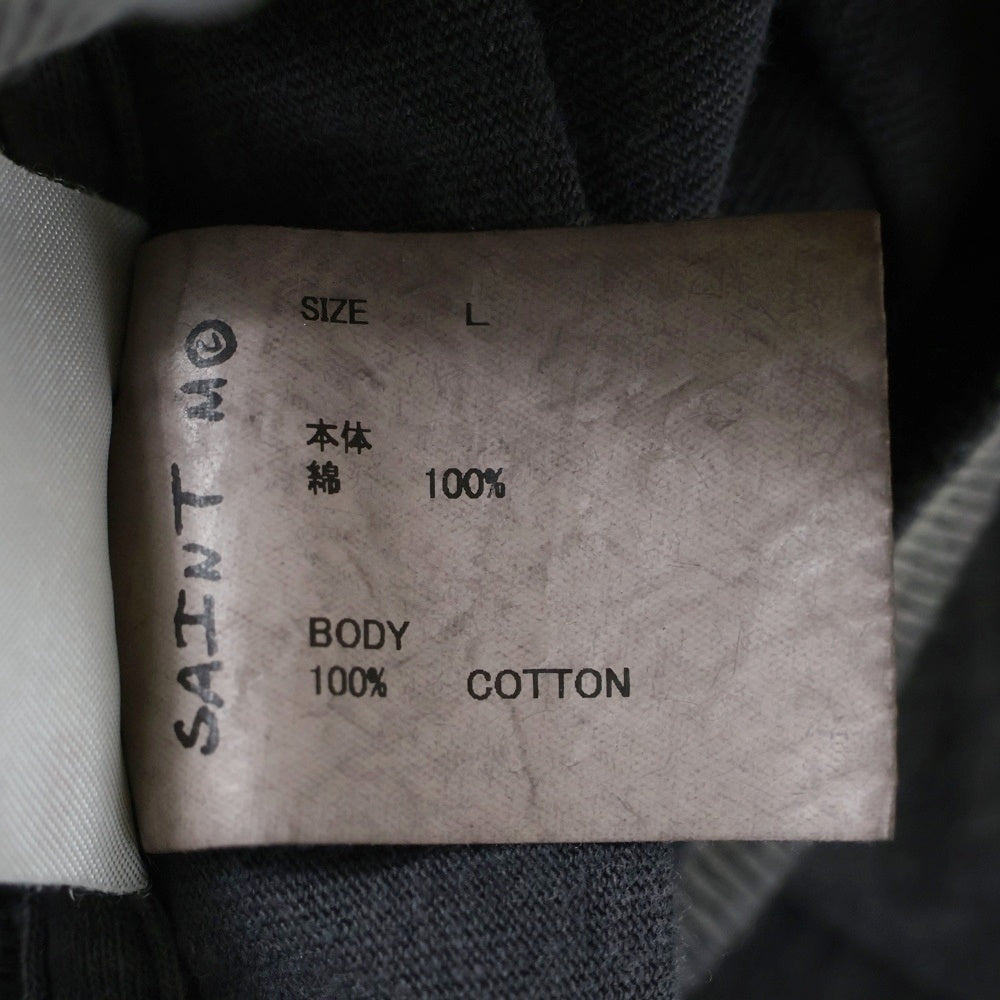 SAINT M
SIZE L
本体
綿 100%
BODY
100% COTTON